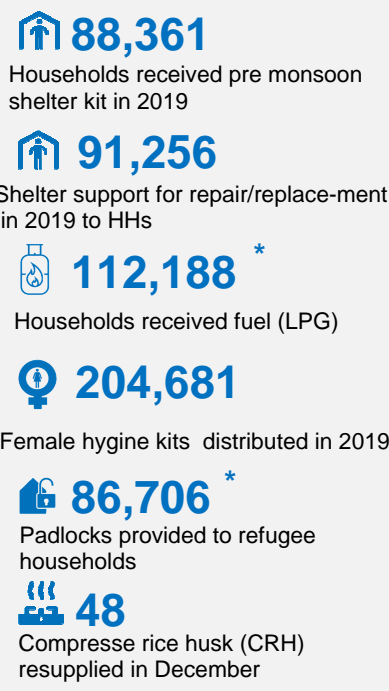 88,361
Households received pre monsoon
shelter kit in 2019
91,256
Shelter support for repair/replace-ment
in 2019 to HHs
112,188 *
Households received fuel (LPG)
204,681
Female hygine kits distributed in 2019
86,706 *
Padlocks provided to refugee
households
48
Compresse rice husk (CRH)
resupplied in December